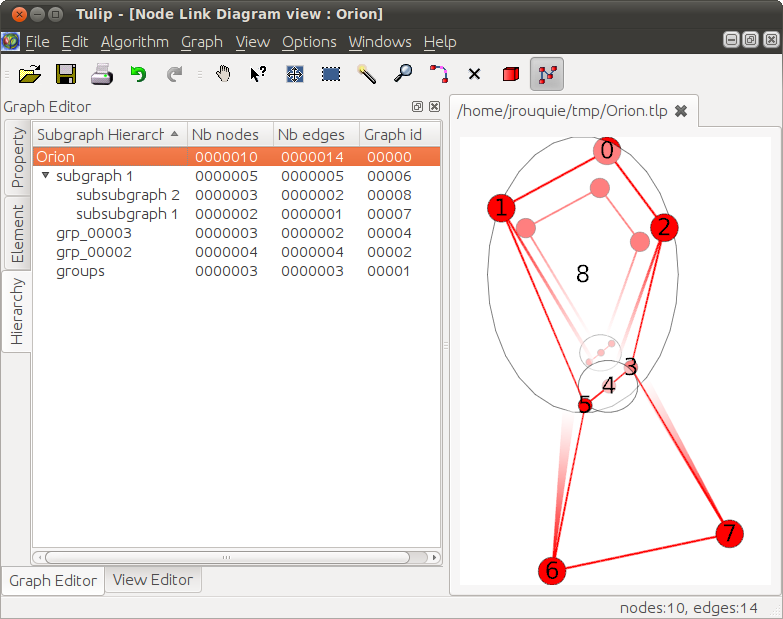 Tulip - [Node Link Diagram view : Orion]
File Edit Algorithm Graph View Options Windows Help
Graph Editor
/home/jrouquie/tmp/Orion.tlp
Property
Element
Hierarchy
Subgraph Hierarch Nb nodes Nb edges Graph id
Orion 0000010 0000014 00000
subgraph 1 0000005 0000005 00006
subsubgraph 2 0000003 0000002 00008
subsubgraph 1 0000002 0000001 00007
grp_00003 0000003 0000002 00004
grp_00002 0000004 0000004 00002
groups 0000003 0000003 00001
0
1
2
8
3
4
5
7
6
Graph Editor View Editor
nodes:10, edges:14